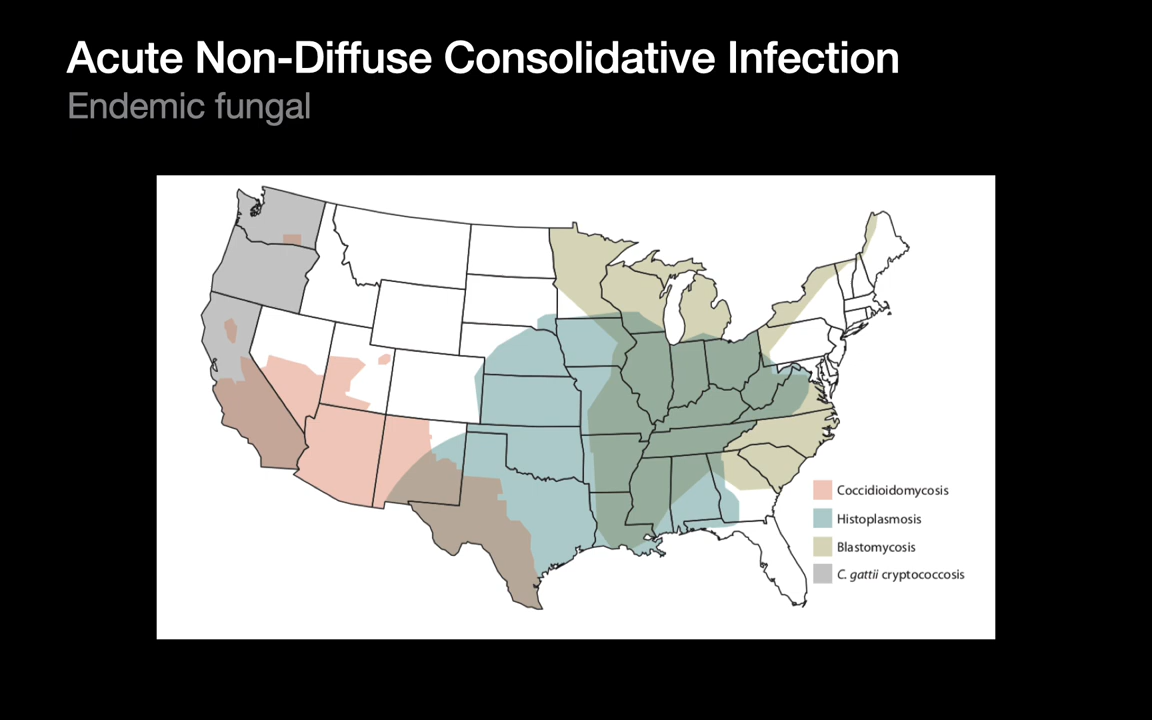 Acute Non-Diffuse Consolidative Infection
Endemic fungal
Coccidioidomycosis
Histoplasmosis
Blastomycosis
C. gattii cryptococcosis